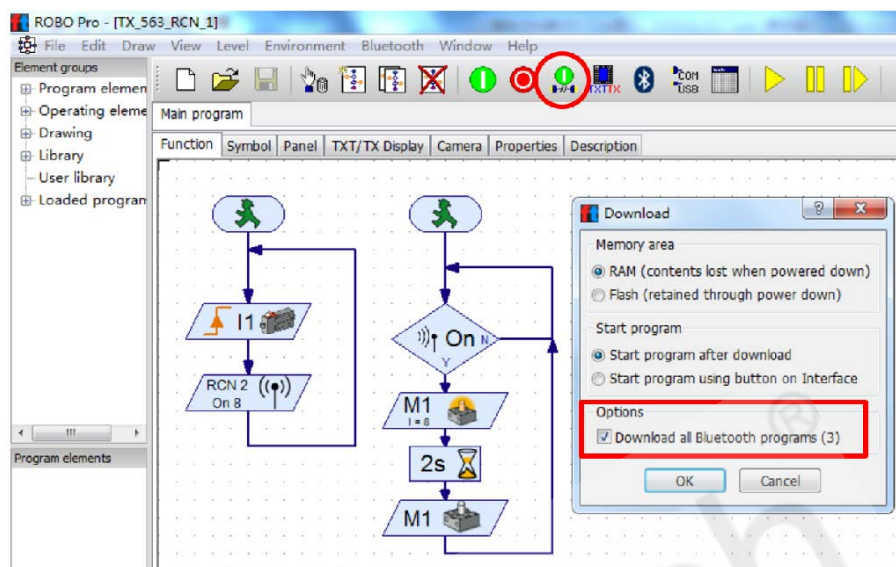 ROBO Pro - [TX_563_RCN_1]
File Edit Draw View Level Environment Bluetooth Window Help
Element groups
Program elemen
Operating eleme
Drawing
Library
User library
Loaded program
TXTTX
COM
USB
Main program
Function Symbol Panel TXT/TX Display Camera Properties Description
I1
RCN 2
On 8
On N
Y
M1
I = 8
2s
M1
Download
Memory area
RAM (contents lost when powered down)
Flash (retained through power down)
Start program
Start program after download
Start program using button on Interface
Options
Download all Bluetooth programs (3)
OK Cancel
Program elements